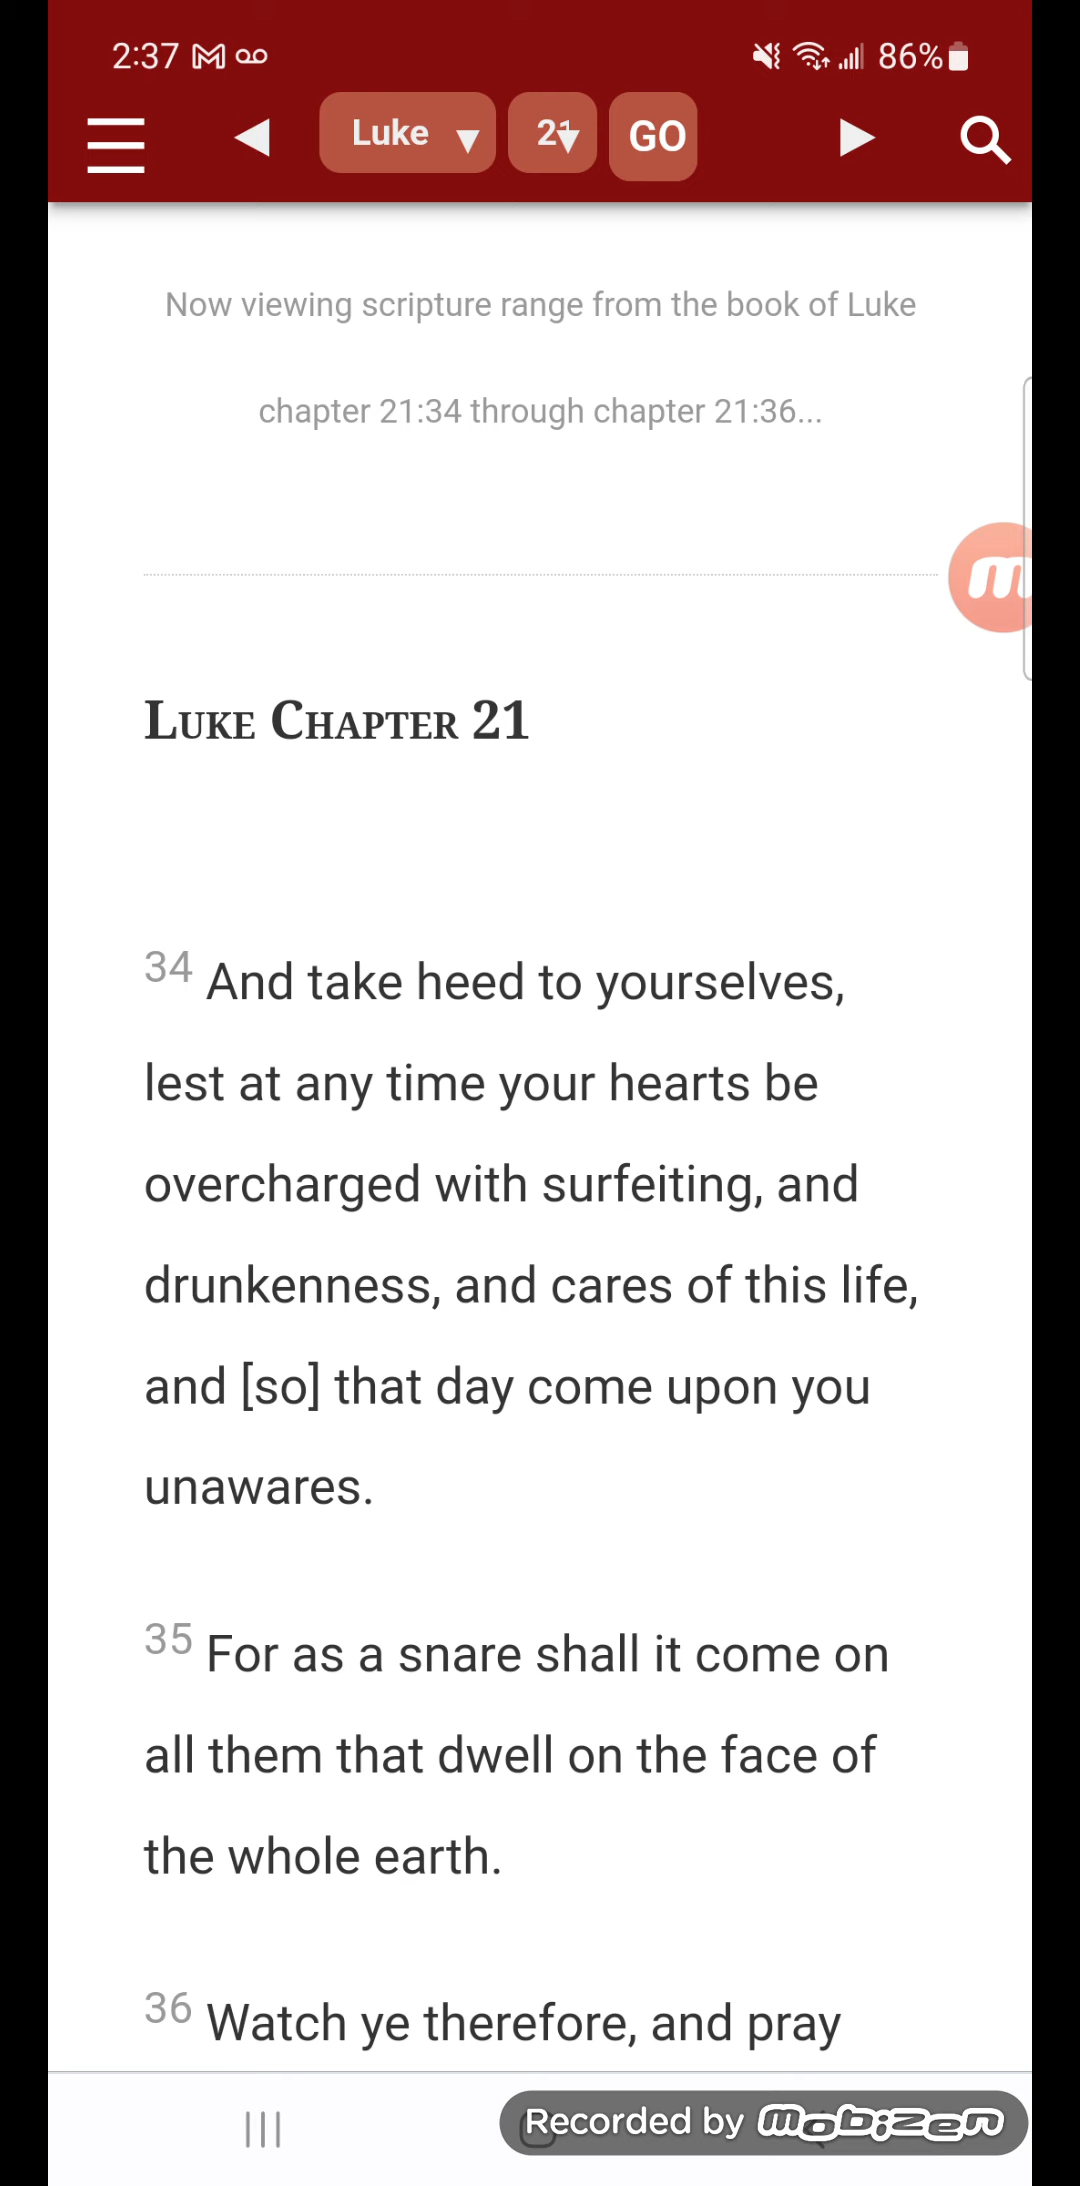 2:37
86%
Luke
21
GO
Now viewing scripture range from the book of Luke
chapter 21:34 through chapter 21:36...
LUKE CHAPTER 21
34 And take heed to yourselves,
lest at any time your hearts be
overcharged with surfeiting, and
drunkenness, and cares of this life,
and [so] that day come upon you
unawares.
35 For as a snare shall it come on
all them that dwell on the face of
the whole earth.
36 Watch ye therefore, and pray
Recorded by mobizen